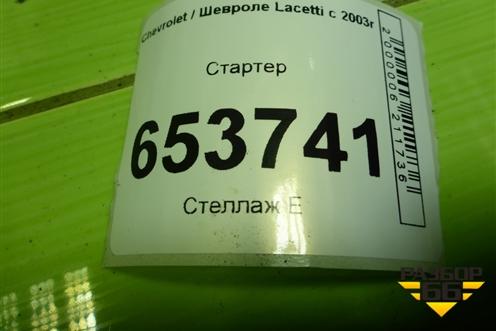 Chevrolet / Шевроле Lacetti с 2003г
Стартер
653741
Стеллаж Е
2000006211736
РАЗБОР
66